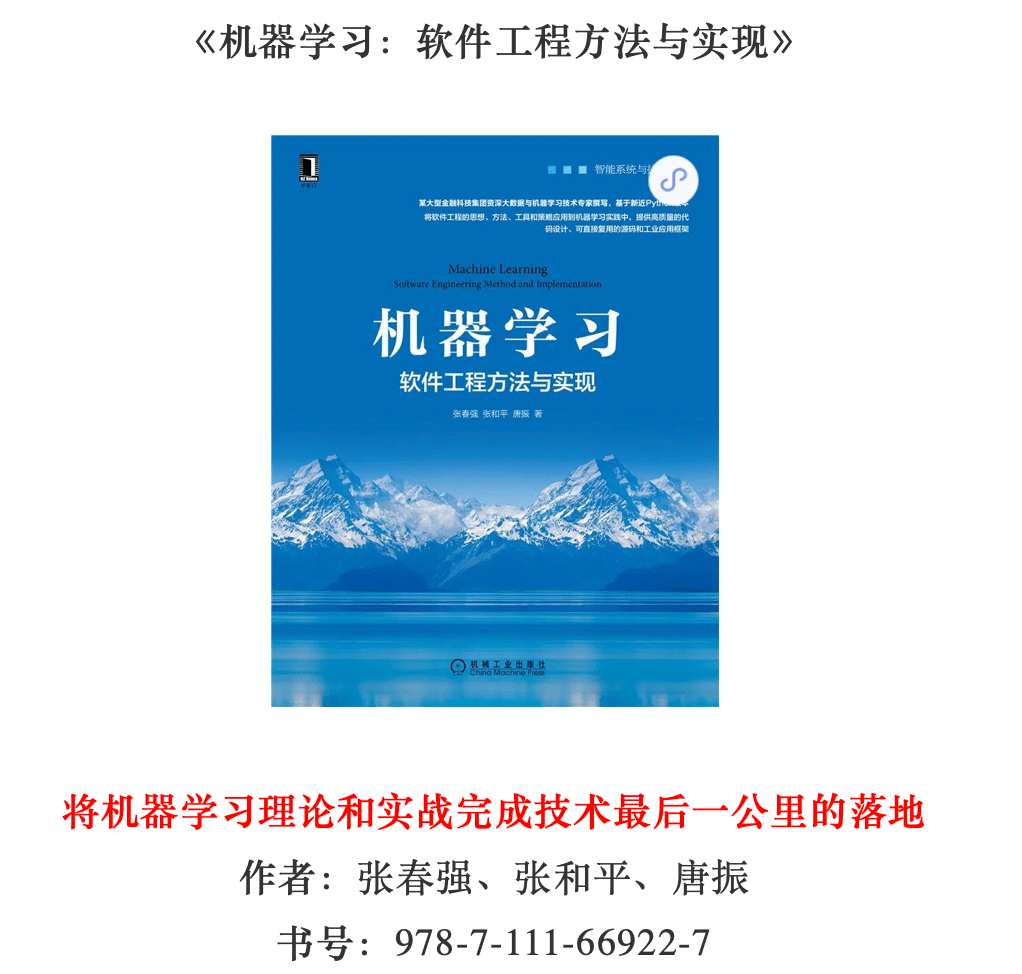 《机器学习：软件工程方法与实现》
智能系统与
某大型金融科技集团资深大数据与机器学习技术专家撰写，基于新近Pyth
将软件工程的思想、方法、工具和策略应用到机器学习实践中，提供高质量的代
码设计、可直接复用的源码和工业应用框架
Machine Learning
Software Engineering Method and Implementation
机器学习
软件工程方法与实现
张春强 张和平 唐振 著
机械工业出版社
China Machine Press
将机器学习理论和实战完成技术最后一公里的落地
作者：张春强、张和平、唐振
书号：978-7-111-66922-7